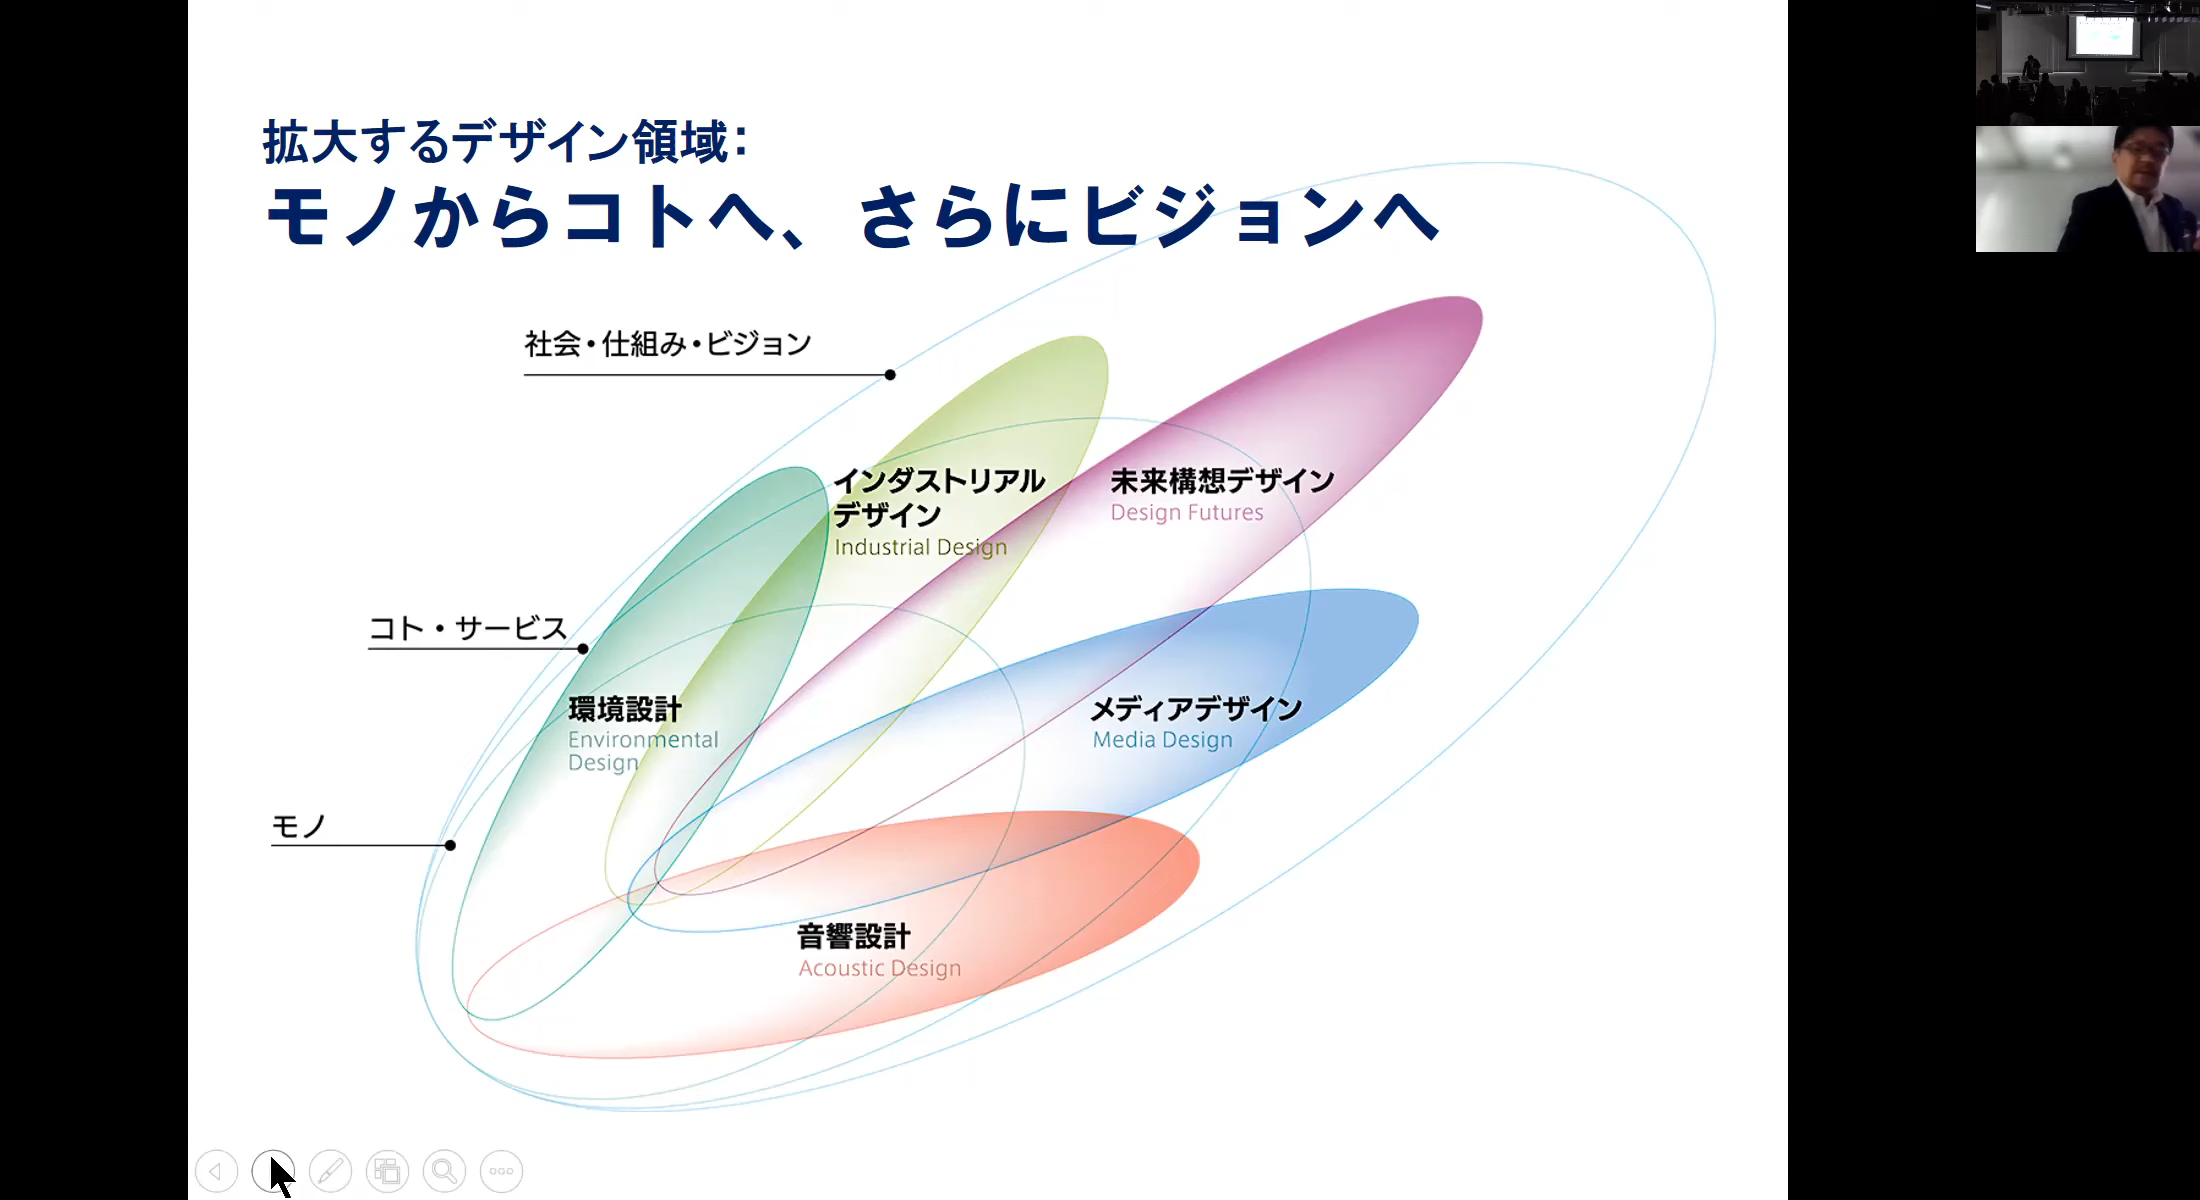 拡大するデザイン領域：
モノからコトへ、さらにビジョンへ
社会・仕組み・ビジョン
インダストリアル
デザイン
Industrial Design
未来構想デザイン
Design Futures
コト・サービス
環境設計
Environmental
Design
メディアデザイン
Media Design
モノ
音響設計
Acoustic Design